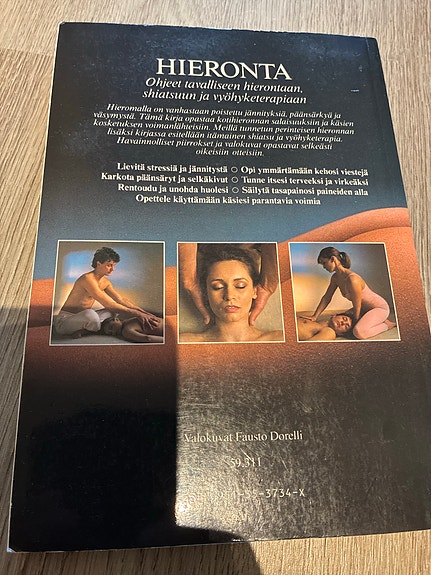 HIERONTA
Ohjeet tavalliseen hierontaan,
shiatsuun ja vyöhyketerapiaan
Hieromalla on vanhastaan poistettu jännityksiä, päänsärkyä ja
väsymystä. Tämä kirja opastaa kotihieronnan salaisuuksiin ja käsien
kosketuksen voimanlähteisiin. Meillä tunnetun perinteisen hieronnan
lisäksi kirjassa esitellään itämainen shiatsu ja vyöhyketerapia.
Havainnolliset piirrokset ja valokuvat opastavat selkeästi
oikeisiin otteisiin.
Lievitä stressiä ja jännitystä ○ Opi ymmärtämään kehosi viestejä
Karkota päänsäryt ja selkäkivut ○ Tunne itsesi terveeksi ja virkeäksi
Rentoudu ja unohda huolesi ○ Säilytä tasapainosi paineiden alla
Opettele käyttämään käsiesi parantavia voimia
Valokuvat Fausto Dorelli
59.311
3734-X